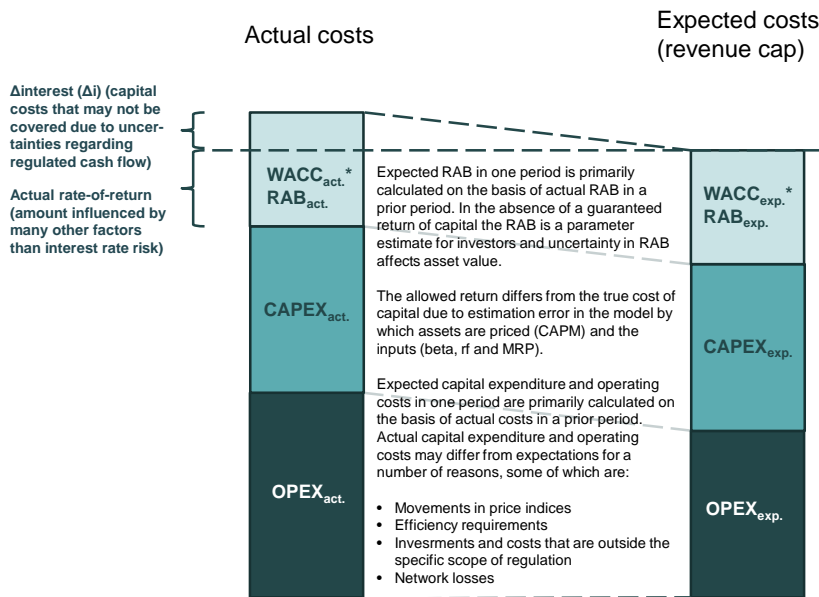 Actual costs
Expected costs
(revenue cap)
Δinterest (Δi) (capital
costs that may not be
covered due to uncer-
tainties regarding
regulated cash flow)
Actual rate-of-return
(amount influenced by
many other factors
than interest rate risk)
WACCact.*
RABact.
CAPEXact.
OPEXact.
Expected RAB in one period is primarily
calculated on the basis of actual RAB in a
prior period. In the absence of a guaranteed
return of capital the RAB is a parameter
estimate for investors and uncertainty in RAB
affects asset value.
The allowed return differs from the true cost of
capital due to estimation error in the model by
which assets are priced (CAPM) and the
inputs (beta, rf and MRP).
Expected capital expenditure and operating
costs in one period are primarily calculated on
the basis of actual costs in a prior period.
Actual capital expenditure and operating
costs may differ from expectations for a
number of reasons, some of which are:
• Movements in price indices
• Efficiency requirements
• Invesrments and costs that are outside the
specific scope of regulation
• Network losses
WACCexp.*
RABexp.
CAPEXexp.
OPEXexp.